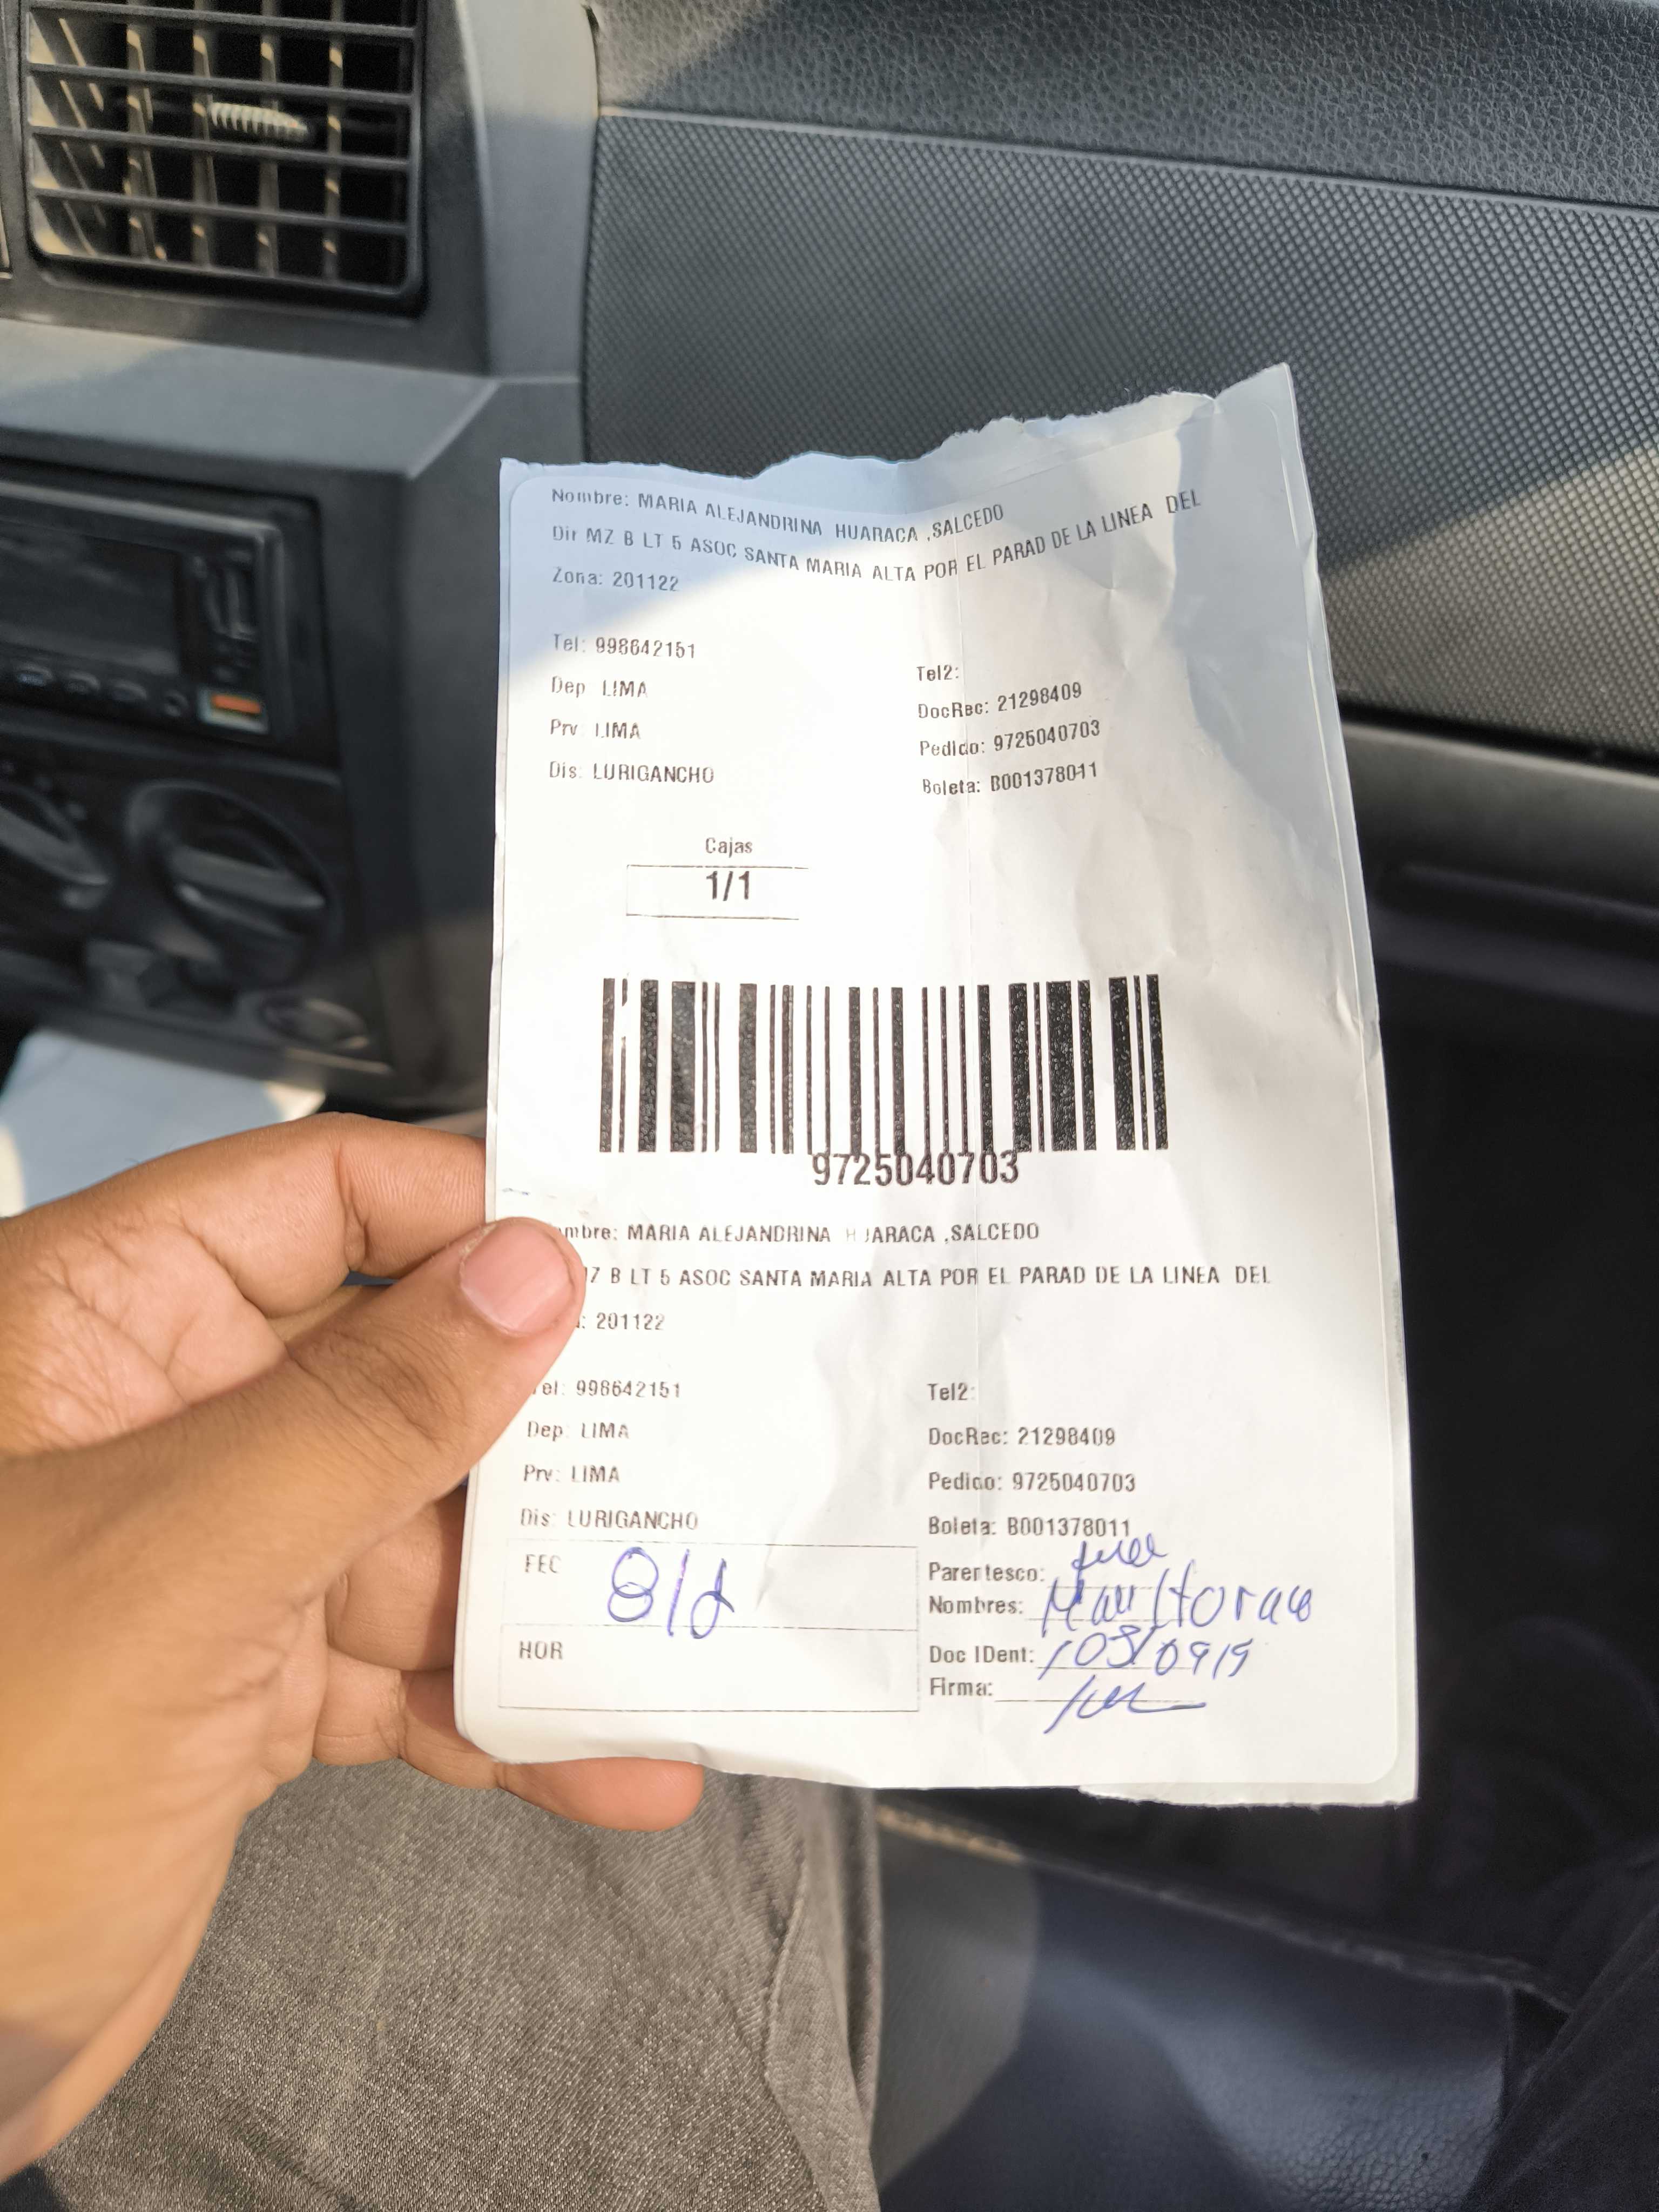 Nombre: MARIA ALEJANDRINA HUARACA ,SALCEDO
Dir MZ B LT 5 ASOC SANTA MARIA ALTA POR EL PARAD DE LA LINEA DEL
Zona: 201122
Tel: 998642151
Tel2:
Dep LIMA
DocRec: 21298409
Prv LIMA
Pedido: 9725040703
Dis: LURIGANCHO
Boleta: B001378011
Cajas
1/1
9725040703
mbre: MARIA ALEJANDRINA HUARACA ,SALCEDO
MZ B LT 5 ASOC SANTA MARIA ALTA POR EL PARAD DE LA LINEA DEL
: 201122
Tel: 998642151
Tel2:
Dep: LIMA
DocRec: 21298409
Prv: LIMA
Pedido: 9725040703
Dis: LURIGANCHO
Boleta: B001378011
FEC
Parentesco:
Nombres:
HOR
Doc IDent:
Firma: